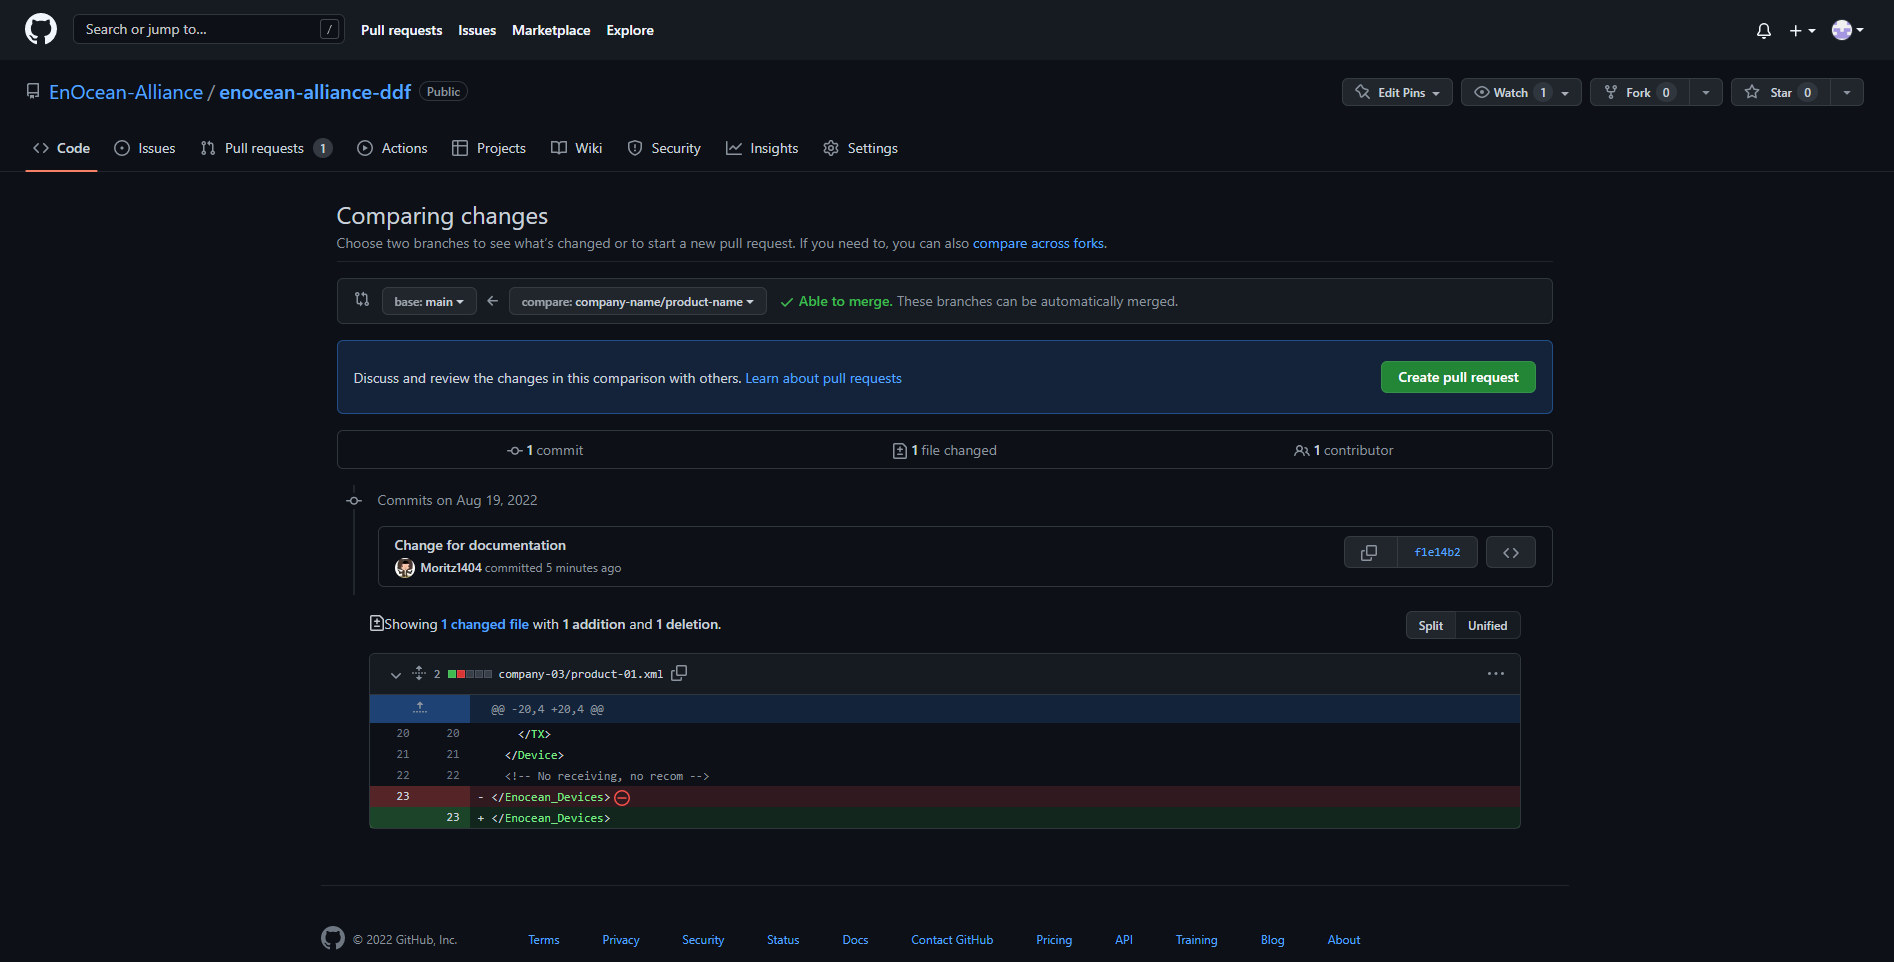 Search or jump to... /
Pull requests Issues Marketplace Explore
EnOcean-Alliance / enocean-alliance-ddf Public
Edit Pins Watch 1 Fork 0 Star 0
Code Issues Pull requests 1 Actions Projects Wiki Security Insights Settings
Comparing changes
Choose two branches to see what's changed or to start a new pull request. If you need to, you can also compare across forks.
base: main compare: company-name/product-name Able to merge. These branches can be automatically merged.
Discuss and review the changes in this comparison with others. Learn about pull requests
Create pull request
1 commit 1 file changed 1 contributor
Commits on Aug 19, 2022
Change for documentation
Moritz1404 committed 5 minutes ago
f1e14b2
Showing 1 changed file with 1 addition and 1 deletion.
Split Unified
2 company-03/product-01.xml
@@ -20,4 +20,4 @@
20 20 </TX>
21 21 </Device>
22 22 <!-- No receiving, no recom -->
23 - </Enocean_Devices>
23 + </Enocean_Devices>
© 2022 GitHub, Inc. Terms Privacy Security Status Docs Contact GitHub Pricing API Training Blog About